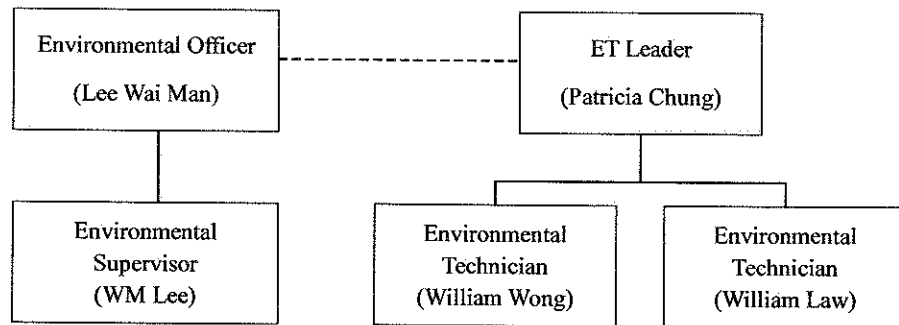 Environmental Officer
(Lee Wai Man)
ET Leader
(Patricia Chung)
Environmental
Supervisor
(WM Lee)
Environmental
Technician
(William Wong)
Environmental
Technician
(William Law)